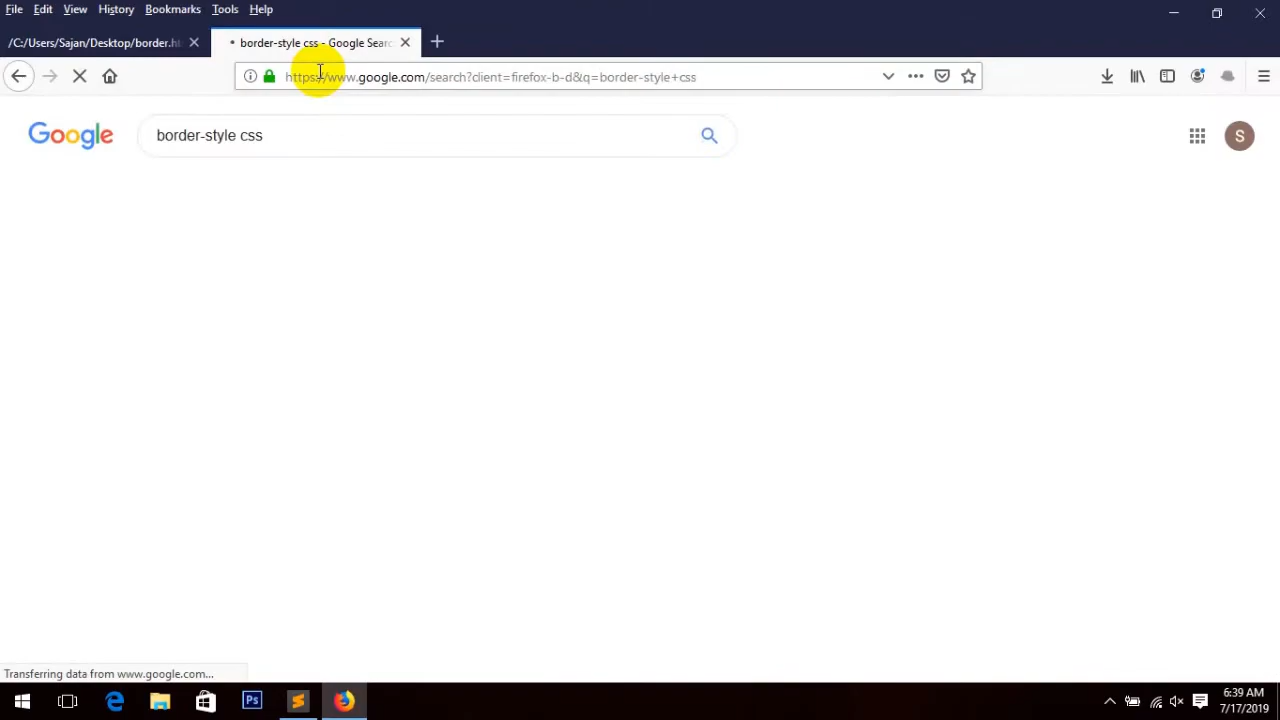 File Edit View History Bookmarks Tools Help
/C:/Users/Sajan/Desktop/border.ht
border-style css - Google Searc
https://www.google.com/search?client=firefox-b-d&q=border-style+css
Google
border-style css
S
Transferring data from www.google.com...
Ps
6:39 AM
7/17/2019